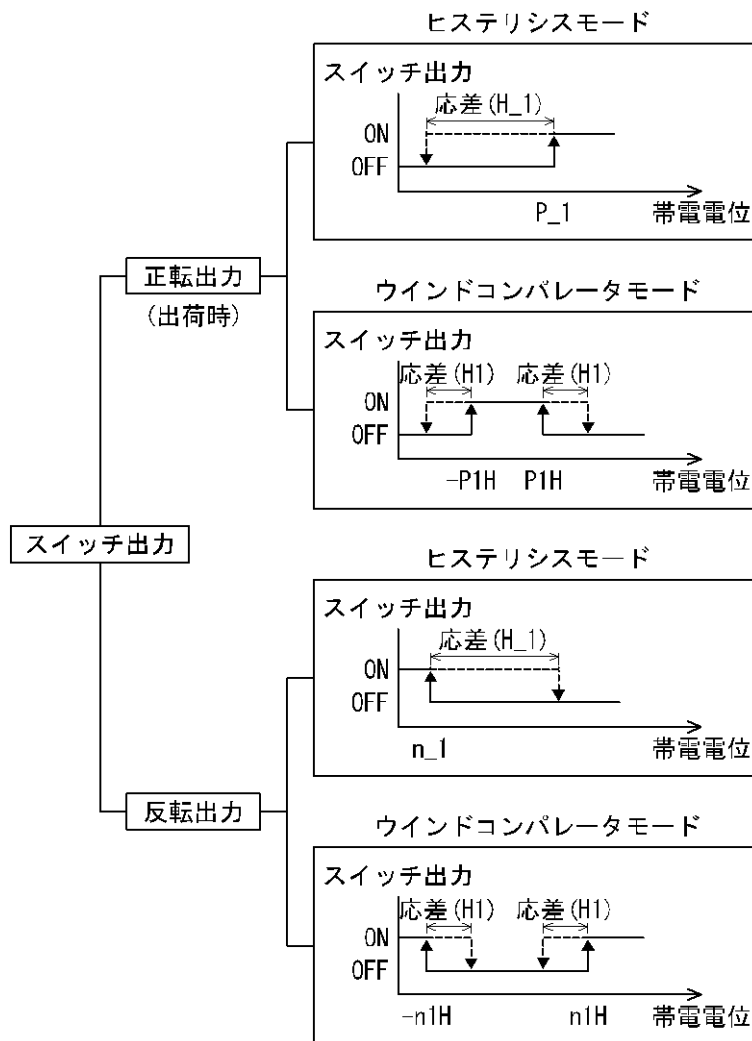 ヒステリシスモード
スイッチ出力
応差(H_1)
ON
OFF
P_1
帯電電位
正転出力
(出荷時)
ウインドコンパレータモード
スイッチ出力
応差(H1) 応差(H1)
ON
OFF
-P1H P1H 帯電電位
スイッチ出力
ヒステリシスモード
スイッチ出力
応差(H_1)
ON
OFF
n_1 帯電電位
反転出力
ウインドコンパレータモード
スイッチ出力
応差(H1) 応差(H1)
ON
OFF
-n1H n1H 帯電電位